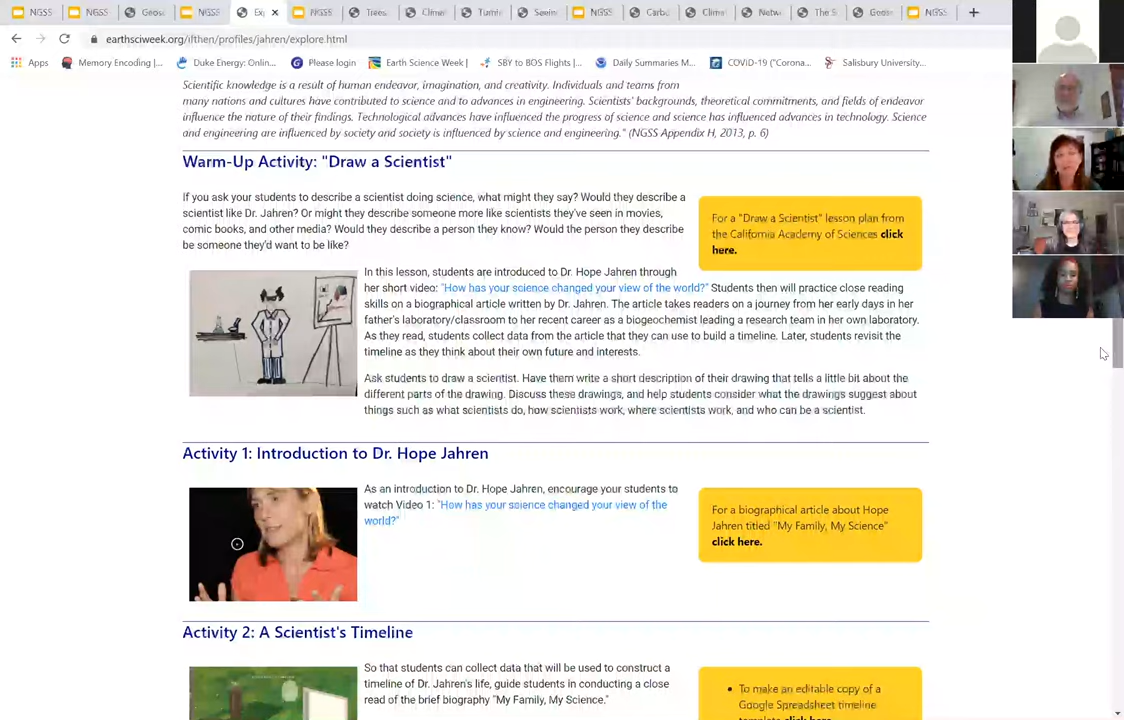 NGSS
NGSS
Geos
NGSS
Ex
NGSS
Trees
Climat
Turni
Seein
NGSS
Carbo
Clima
Netw
The S
Geos
NGSS
earthsciweek.org/ifthen/profiles/jahren/explore.html
Apps
Memory Encoding |...
Duke Energy: Onlin...
Please login
Earth Science Week |
SBY to BOS Flights |...
Daily Summaries M...
COVID-19 ("Corona...
Salisbury University...
Scientific knowledge is a result of human endeavor, imagination, and creativity. Individuals and teams from
many nations and cultures have contributed to science and to advances in engineering. Scientists' backgrounds, theoretical commitments, and fields of endeavor
influence the nature of their findings. Technological advances have influenced the progress of science and science has influenced advances in technology. Science
and engineering are influenced by society and society is influenced by science and engineering." (NGSS Appendix H, 2013, p. 6)
Warm-Up Activity: "Draw a Scientist"
If you ask your students to describe a scientist doing science, what might they say? Would they describe a
scientist like Dr. Jahren? Or might they describe someone more like scientists they've seen in movies,
comic books, and other media? Would they describe a person they know? Would the person they describe
be someone they'd want to be like?
For a "Draw a Scientist" lesson plan from
the California Academy of Sciences click
here.
In this lesson, students are introduced to Dr. Hope Jahren through
her short video: "How has your science changed your view of the world?" Students then will practice close reading
skills on a biographical article written by Dr. Jahren. The article takes readers on a journey from her early days in her
father's laboratory/classroom to her recent career as a biogeochemist leading a research team in her own laboratory.
As they read, students collect data from the article that they can use to build a timeline. Later, students revisit the
timeline as they think about their own future and interests.
Ask students to draw a scientist. Have them write a short description of their drawing that tells a little bit about the
different parts of the drawing. Discuss these drawings, and help students consider what the drawings suggest about
things such as what scientists do, how scientists work, where scientists work, and who can be a scientist.
Activity 1: Introduction to Dr. Hope Jahren
As an introduction to Dr. Hope Jahren, encourage your students to
watch Video 1: "How has your science changed your view of the
world?"
For a biographical article about Hope
Jahren titled "My Family, My Science"
click here.
Activity 2: A Scientist's Timeline
So that students can collect data that will be used to construct a
timeline of Dr. Jahren's life, guide students in conducting a close
read of the brief biography "My Family, My Science."
• To make an editable copy of a
Google Spreadsheet timeline
template click here